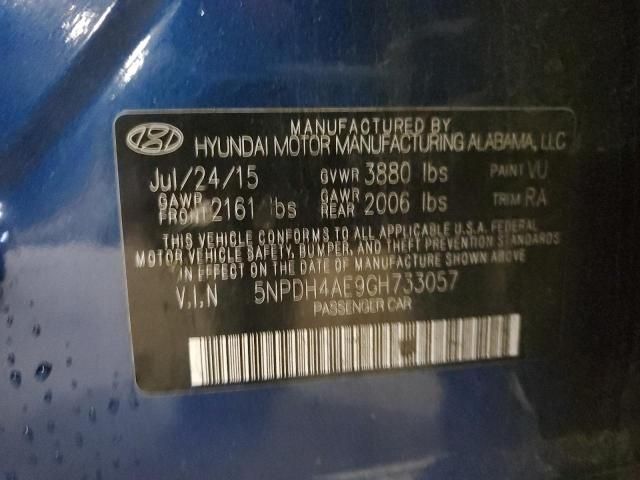 MANUFACTURED BY
HYUNDAI MOTOR MANUFACTURING ALABAMA, LLC
Jul/24/15 GVWR 3880 lbs PAINT VU
GAWR FRONT 2161 lbs GAWR REAR 2006 lbs TRIM RA
THIS VEHICLE CONFORMS TO ALL APPLICABLE U.S.A. FEDERAL
MOTOR VEHICLE SAFETY, BUMPER, AND THEFT PREVENTION STANDARDS
IN EFFECT ON THE DATE OF MANUFACTURE SHOWN ABOVE.
V.I.N 5NPDH4AE9GH733057
PASSENGER CAR